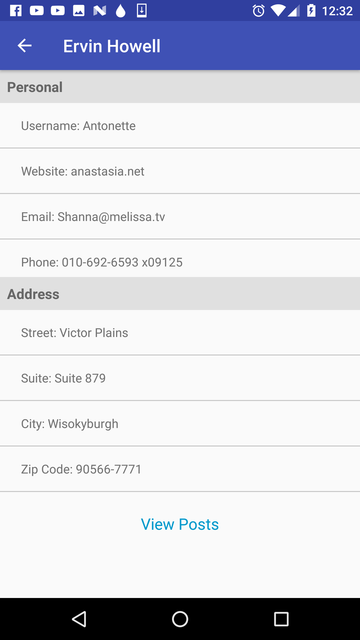 12:32
Ervin Howell
Personal
Username: Antonette
Website: anastasia.net
Email: Shanna@melissa.tv
Phone: 010-692-6593 x09125
Address
Street: Victor Plains
Suite: Suite 879
City: Wisokyburgh
Zip Code: 90566-7771
View Posts